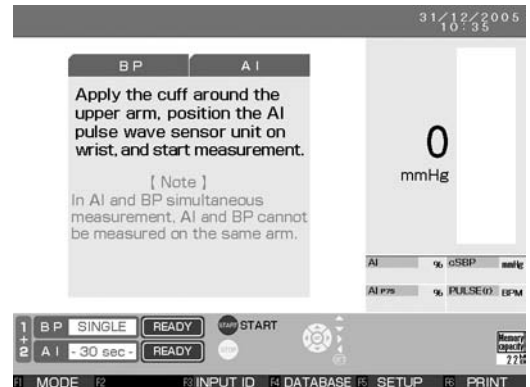 31/12/2005
10:35
BP AI
Apply the cuff around the
upper arm, position the AI
pulse wave sensor unit on
wrist, and start measurement.
[ Note ]
In AI and BP simultaneous
measurement, AI and BP cannot
be measured on the same arm.
0
mmHg
AI % cSBP mmHg
AI P75 % PULSE(r) BPM
1 BP SINGLE READY START START
+
2 AI - 30 sec - READY STOP
Memory
capacity
22%
F1 MODE F2 F3 INPUT ID F4 DATABASE F5 SETUP F6 PRINT